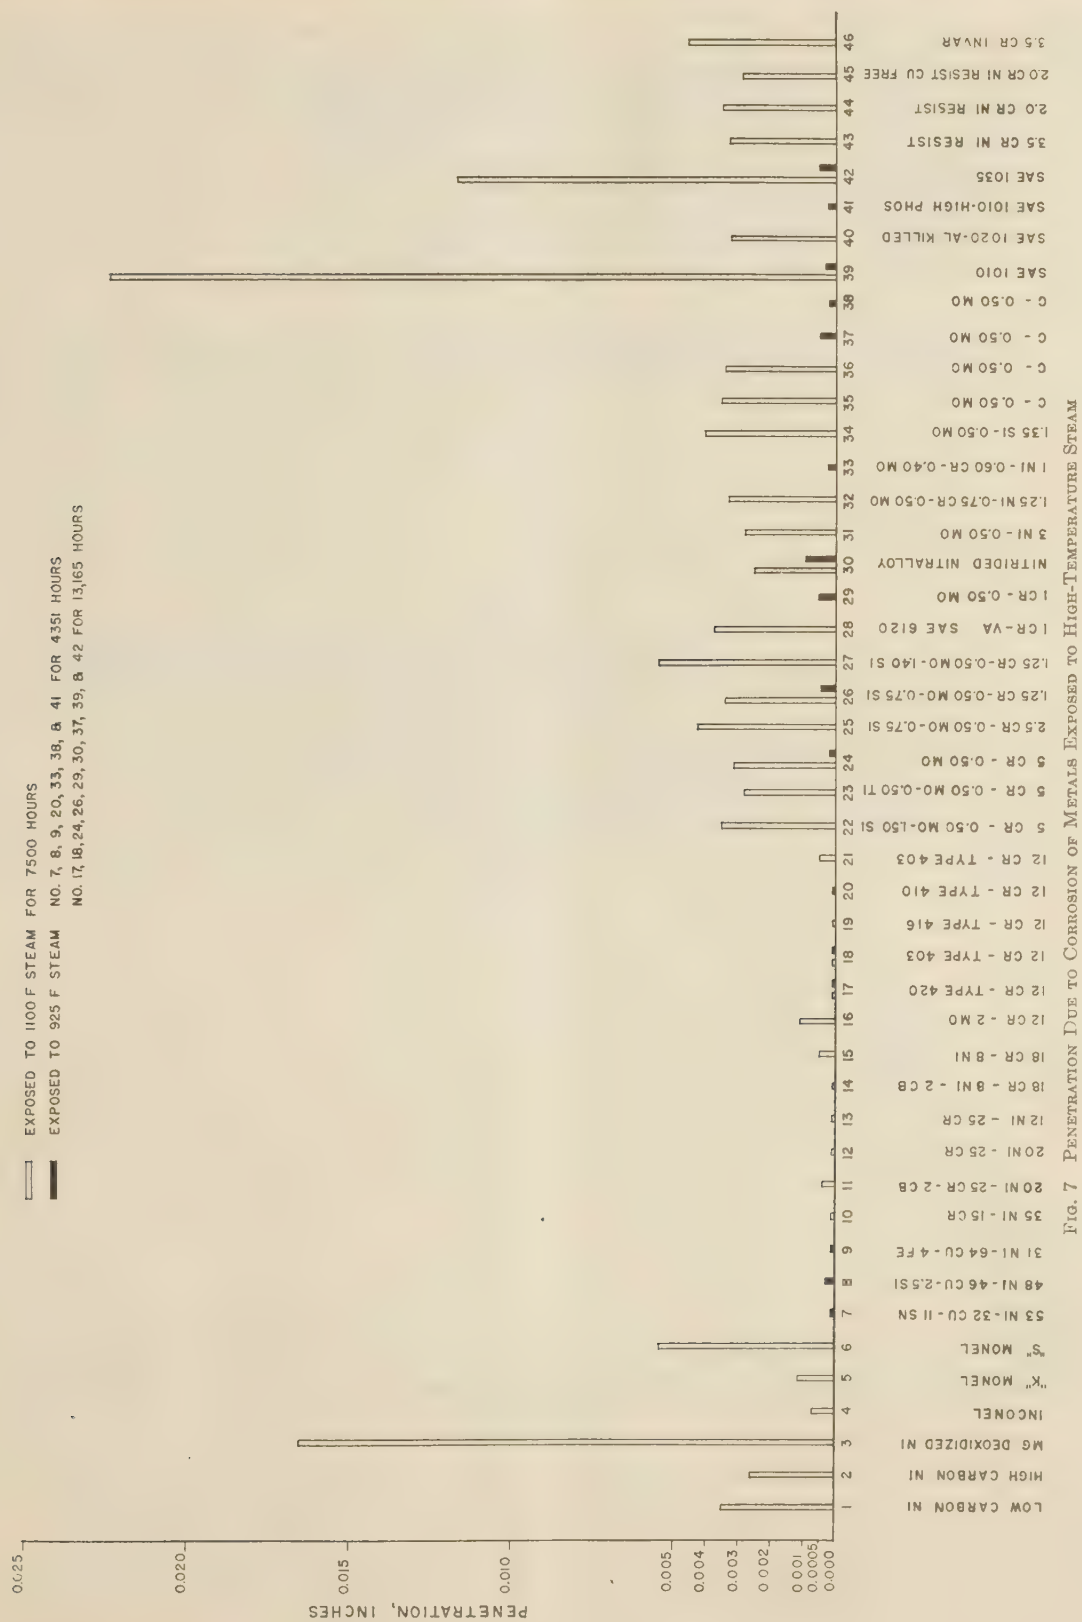 EXPOSED TO 1100 F STEAM FOR 7500 HOURS
EXPOSED TO 925 F STEAM NO. 7, 8, 9, 20, 33, 38, & 41 FOR 4351 HOURS
NO. 17, 18, 24, 26, 29, 30, 37, 39, & 42 FOR 13,165 HOURS
PENETRATION, INCHES
0.025
0.020
0.015
0.010
0.005
0.004
0.003
0.002
0.001
0.0005
0.000
1 LOW CARBON NI
2 HIGH CARBON NI
3 MG DEOXIDIZED NI
4 INCONEL
5 "K" MONEL
6 "S" MONEL
7 53 NI-32 CU-11 SN
8 48 NI-46 CU-2.5 SI
9 31 NI-64 CU-4 FE
10 35 NI-15 CR
11 20 NI-25 CR-2 CB
12 20 NI-25 CR
13 12 NI-25 CR
14 18 CR-8 NI-2 CB
15 18 CR-8 NI
16 12 CR-2 MO
17 12 CR-TYPE 420
18 12 CR-TYPE 403
19 12 CR-TYPE 416
20 12 CR-TYPE 410
21 12 CR-TYPE 403
22 5 CR-0.50 MO-1.50 SI
23 5 CR-0.50 MO-0.50 TI
24 5 CR-0.50 MO
25 2.5 CR-0.50 MO-0.75 SI
26 1.25 CR-0.50 MO-0.75 SI
27 1.25 CR-0.50 MO-1.40 SI
28 1 CR-VA SAE 6120
29 1 CR-0.50 MO
30 NITRIDED NITRALLOY
31 3 NI-0.50 MO
32 1.25 NI-0.75 CR-0.50 MO
33 1 NI-0.60 CR-0.40 MO
34 1.35 SI-0.50 MO
35 C-0.50 MO
36 C-0.50 MO
37 C-0.50 MO
38 C-0.50 MO
39 SAE 1010
40 SAE 1020-AL KILLED
41 SAE 1010-HIGH PHOS
42 SAE 1035
43 3.5 CR NI RESIST
44 2.0 CR NI RESIST
45 2.0 CR NI RESIST CU FREE
46 3.5 CR INVAR
FIG. 7 PENETRATION DUE TO CORROSION OF METALS EXPOSED TO HIGH-TEMPERATURE STEAM